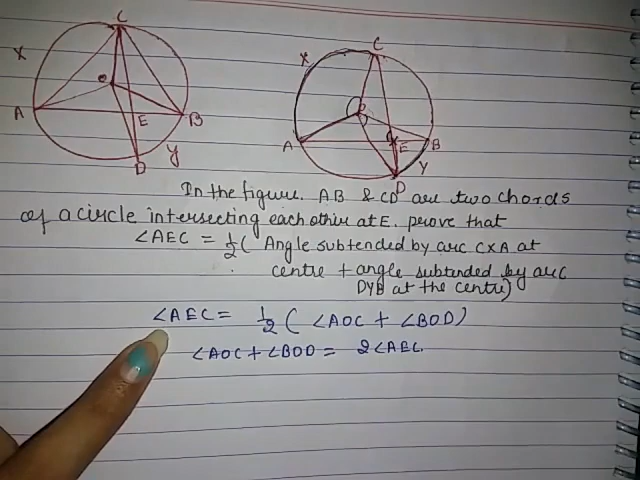 C
X
O
A
E
B
D
y
C
X
O
A
E
B
D
Y
In the figure. AB & CD are two chords
of a circle intersecting each other at E. prove that
∠AEC = 1/2 ( Angle subtended by arc CXA at
centre + angle subtended by arc
DYB at the centre)
∠AEC = 1/2 ( ∠AOC + ∠BOD)
∠AOC + ∠BOD = 2∠AEC.